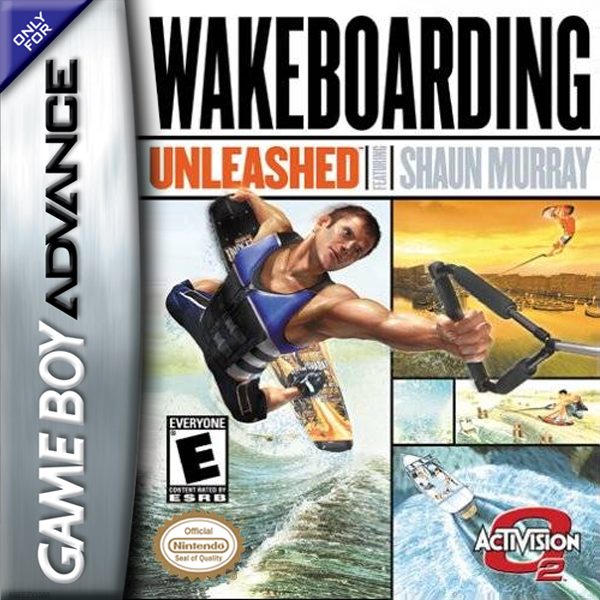 ONLY
FOR
GAME BOY ADVANCE
WAKEBOARDING
UNLEASHED™ FEATURING SHAUN MURRAY
EVERYONE
E
CONTENT RATED BY
ESRB
Official
Nintendo
Seal of Quality
ACTIVISION
O2